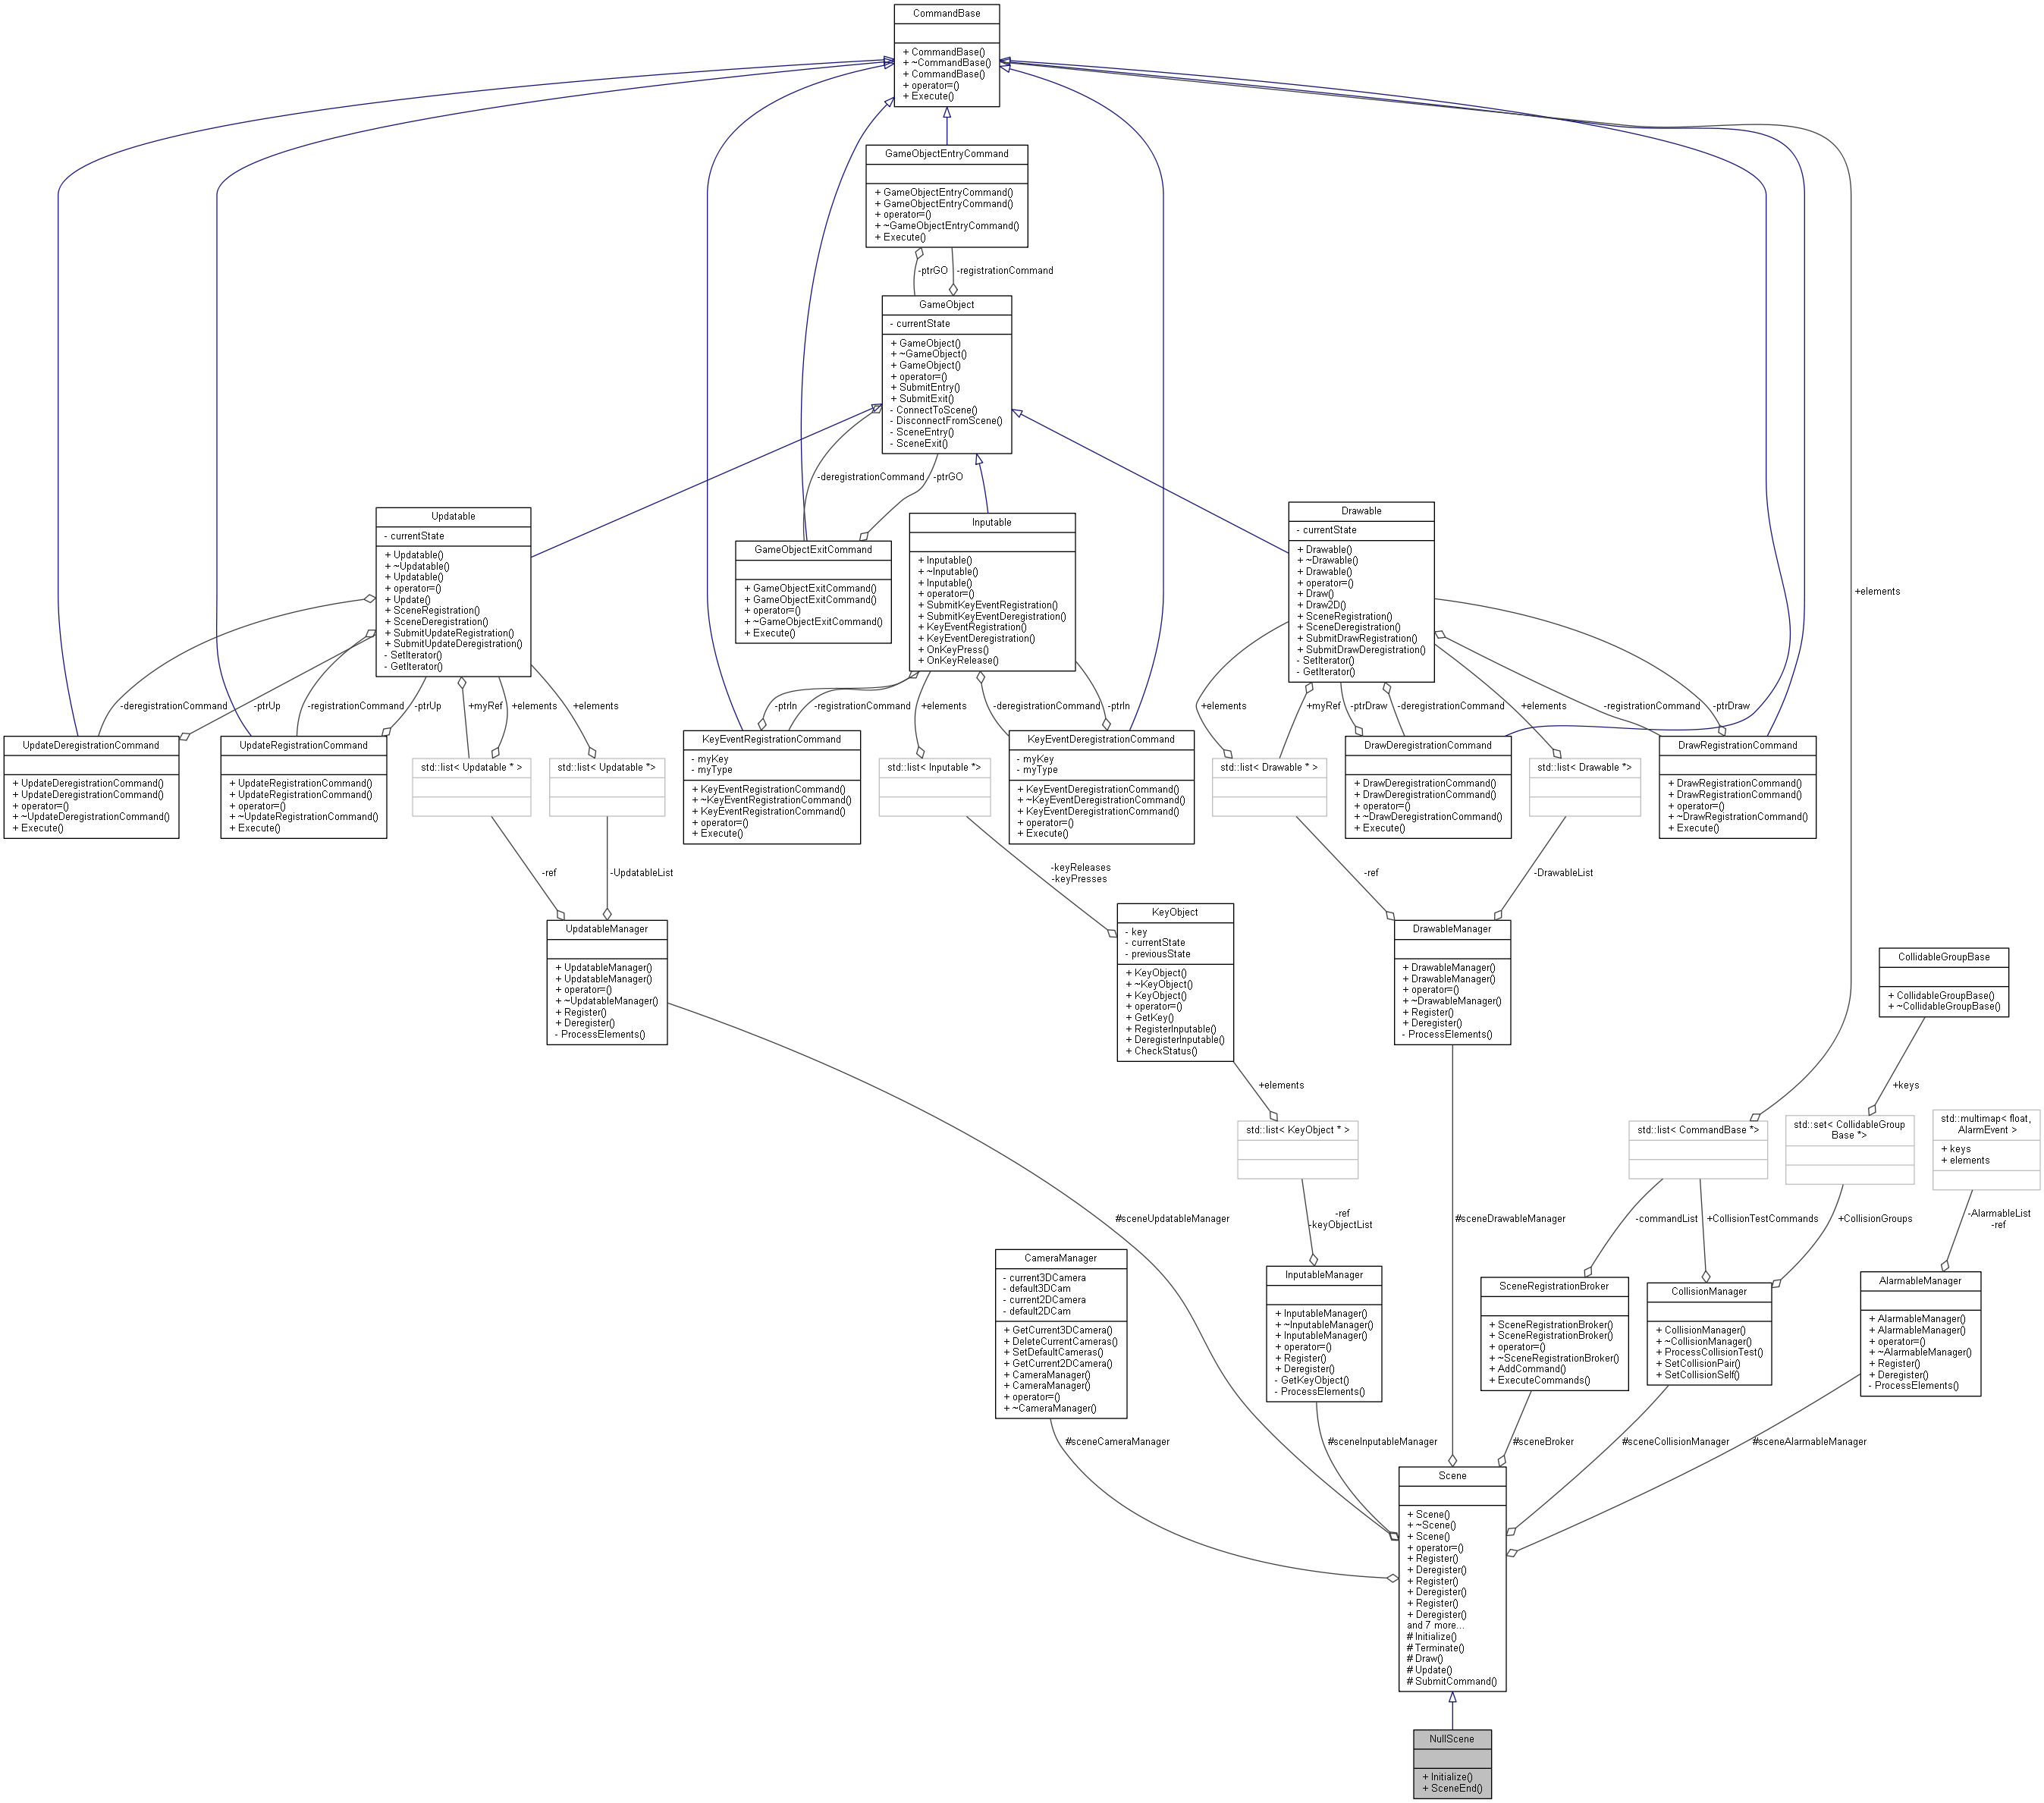 CommandBase
+ CommandBase()
+ ~CommandBase()
+ CommandBase()
+ operator=()
+ Execute()
GameObjectEntryCommand
+ GameObjectEntryCommand()
+ GameObjectEntryCommand()
+ operator=()
+ ~GameObjectEntryCommand()
+ Execute()
-ptrGO
-registrationCommand
GameObject
- currentState
+ GameObject()
+ ~GameObject()
+ GameObject()
+ operator=()
+ SubmitEntry()
+ SubmitExit()
- ConnectToScene()
- DisconnectFromScene()
- SceneEntry()
- SceneExit()
-deregistrationCommand
-ptrGO
+elements
Updatable
- currentState
+ Updatable()
+ ~Updatable()
+ Updatable()
+ operator=()
+ Update()
+ SceneRegistration()
+ SceneDeregistration()
+ SubmitUpdateRegistration()
+ SubmitUpdateDeregistration()
- SetIterator()
- GetIterator()
GameObjectExitCommand
+ GameObjectExitCommand()
+ GameObjectExitCommand()
+ operator=()
+ ~GameObjectExitCommand()
+ Execute()
Inputable
+ Inputable()
+ ~Inputable()
+ Inputable()
+ operator=()
+ SubmitKeyEventRegistration()
+ SubmitKeyEventDeregistration()
+ KeyEventRegistration()
+ KeyEventDeregistration()
+ OnKeyPress()
+ OnKeyRelease()
Drawable
- currentState
+ Drawable()
+ ~Drawable()
+ Drawable()
+ operator=()
+ Draw()
+ Draw2D()
+ SceneRegistration()
+ SceneDeregistration()
+ SubmitDrawRegistration()
+ SubmitDrawDeregistration()
- SetIterator()
- GetIterator()
-deregistrationCommand
-ptrUp
-registrationCommand
-ptrUp
+myRef
+elements
+elements
-ptrIn
-registrationCommand
+elements
-deregistrationCommand
-ptrIn
+elements
+myRef
-ptrDraw
-deregistrationCommand
+elements
-registrationCommand
-ptrDraw
UpdateDeregistrationCommand
+ UpdateDeregistrationCommand()
+ UpdateDeregistrationCommand()
+ operator=()
+ ~UpdateDeregistrationCommand()
+ Execute()
UpdateRegistrationCommand
+ UpdateRegistrationCommand()
+ UpdateRegistrationCommand()
+ operator=()
+ ~UpdateRegistrationCommand()
+ Execute()
std::list< Updatable * >
std::list< Updatable *>
KeyEventRegistrationCommand
- myKey
- myType
+ KeyEventRegistrationCommand()
+ ~KeyEventRegistrationCommand()
+ KeyEventRegistrationCommand()
+ operator=()
+ Execute()
std::list< Inputable *>
KeyEventDeregistrationCommand
- myKey
- myType
+ KeyEventDeregistrationCommand()
+ ~KeyEventDeregistrationCommand()
+ KeyEventDeregistrationCommand()
+ operator=()
+ Execute()
std::list< Drawable * >
DrawDeregistrationCommand
+ DrawDeregistrationCommand()
+ DrawDeregistrationCommand()
+ operator=()
+ ~DrawDeregistrationCommand()
+ Execute()
std::list< Drawable *>
DrawRegistrationCommand
+ DrawRegistrationCommand()
+ DrawRegistrationCommand()
+ operator=()
+ ~DrawRegistrationCommand()
+ Execute()
-ref
-UpdatableList
-keyReleases
-keyPresses
-ref
-DrawableList
UpdatableManager
+ UpdatableManager()
+ UpdatableManager()
+ operator=()
+ ~UpdatableManager()
+ Register()
+ Deregister()
- ProcessElements()
KeyObject
- key
- currentState
- previousState
+ KeyObject()
+ ~KeyObject()
+ KeyObject()
+ operator=()
+ GetKey()
+ RegisterInputable()
+ DeregisterInputable()
+ CheckStatus()
DrawableManager
+ DrawableManager()
+ DrawableManager()
+ operator=()
+ ~DrawableManager()
+ Register()
+ Deregister()
- ProcessElements()
CollidableGroupBase
+ CollidableGroupBase()
+ ~CollidableGroupBase()
+elements
+keys
std::list< KeyObject * >
std::list< CommandBase *>
std::set< CollidableGroup
Base *>
std::multimap< float,
AlarmEvent >
+ keys
+ elements
#sceneUpdatableManager
-ref
-keyObjectList
#sceneDrawableManager
-commandList
+CollisionTestCommands
+CollisionGroups
-AlarmableList
-ref
CameraManager
- current3DCamera
- default3DCam
- current2DCamera
- default2DCam
+ GetCurrent3DCamera()
+ DeleteCurrentCameras()
+ SetDefaultCameras()
+ GetCurrent2DCamera()
+ CameraManager()
+ CameraManager()
+ operator=()
+ ~CameraManager()
InputableManager
+ InputableManager()
+ ~InputableManager()
+ InputableManager()
+ operator=()
+ Register()
+ Deregister()
- GetKeyObject()
- ProcessElements()
SceneRegistrationBroker
+ SceneRegistrationBroker()
+ SceneRegistrationBroker()
+ operator=()
+ ~SceneRegistrationBroker()
+ AddCommand()
+ ExecuteCommands()
CollisionManager
+ CollisionManager()
+ ~CollisionManager()
+ ProcessCollisionTest()
+ SetCollisionPair()
+ SetCollisionSelf()
AlarmableManager
+ AlarmableManager()
+ AlarmableManager()
+ operator=()
+ ~AlarmableManager()
+ Register()
+ Deregister()
- ProcessElements()
#sceneCameraManager
#sceneInputableManager
#sceneBroker
#sceneCollisionManager
#sceneAlarmableManager
Scene
+ Scene()
+ ~Scene()
+ Scene()
+ operator=()
+ Register()
+ Deregister()
+ Register()
+ Deregister()
+ Register()
+ Deregister()
and 7 more...
# Initialize()
# Terminate()
# Draw()
# Update()
# SubmitCommand()
NullScene
+ Initialize()
+ SceneEnd()